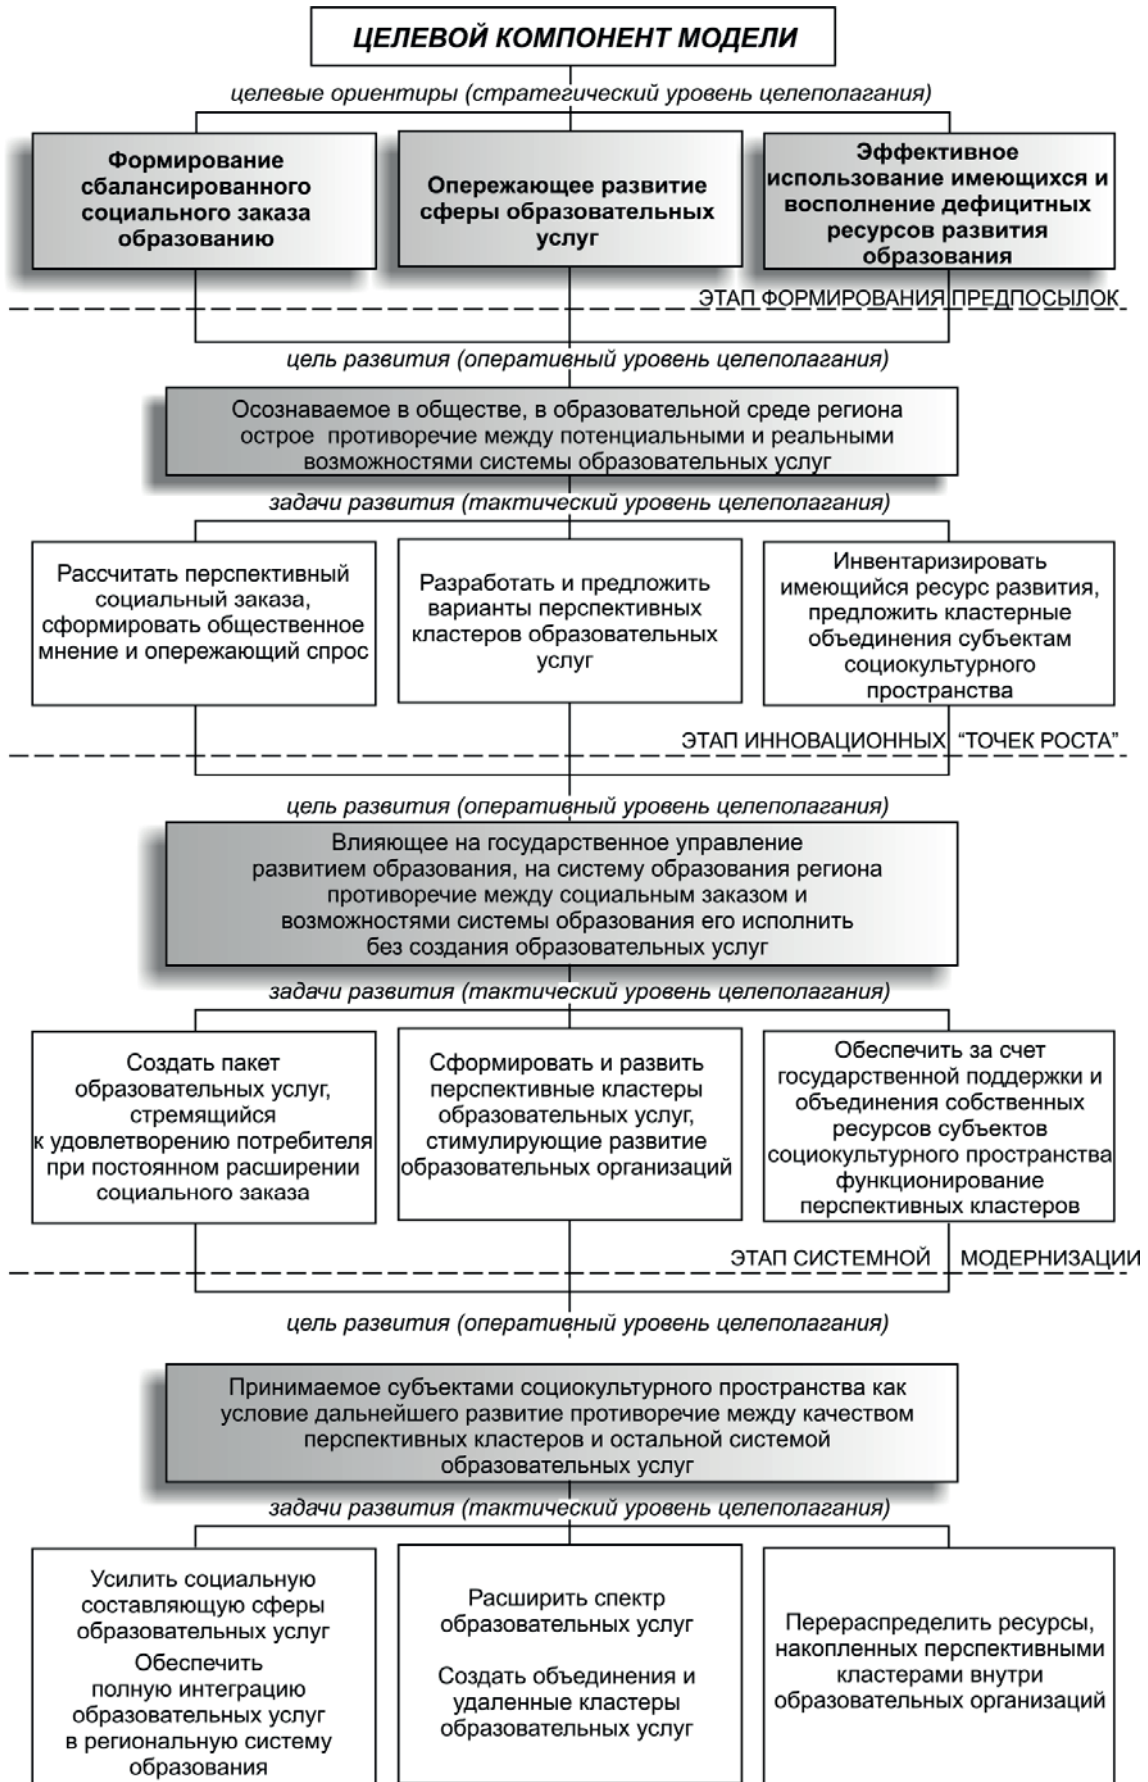 ЦЕЛЕВОЙ КОМПОНЕНТ МОДЕЛИ
целевые ориентиры (стратегический уровень целеполагания)
Формирование
сбалансированного
социального заказа
образованию
Опережающее развитие
сферы образовательных
услуг
Эффективное
использование имеющихся и
восполнение дефицитных
ресурсов развития
образования
ЭТАП ФОРМИРОВАНИЯ ПРЕДПОСЫЛОК
цель развития (оперативный уровень целеполагания)
Осознаваемое в обществе, в образовательной среде региона
острое противоречие между потенциальными и реальными
возможностями системы образовательных услуг
задачи развития (тактический уровень целеполагания)
Рассчитать перспективный
социальный заказа,
сформировать общественное
мнение и опережающий спрос
Разработать и предложить
варианты перспективных
кластеров образовательных
услуг
Инвентаризировать
имеющийся ресурс развития,
предложить кластерные
объединения субъектам
социокультурного
пространства
ЭТАП ИННОВАЦИОННЫХ "ТОЧЕК РОСТА"
цель развития (оперативный уровень целеполагания)
Влияющее на государственное управление
развитием образования, на систему образования региона
противоречие между социальным заказом и
возможностями системы образования его исполнить
без создания образовательных услуг
задачи развития (тактический уровень целеполагания)
Создать пакет
образовательных услуг,
стремящийся
к удовлетворению потребителя
при постоянном расширении
социального заказа
Сформировать и развить
перспективные кластеры
образовательных услуг,
стимулирующие развитие
образовательных организаций
Обеспечить за счет
государственной поддержки и
объединения собственных
ресурсов субъектов
социокультурного пространства
функционирование
перспективных кластеров
ЭТАП СИСТЕМНОЙ МОДЕРНИЗАЦИИ
цель развития (оперативный уровень целеполагания)
Принимаемое субъектами социокультурного пространства как
условие дальнейшего развитие противоречие между качеством
перспективных кластеров и остальной системой
образовательных услуг
задачи развития (тактический уровень целеполагания)
Усилить социальную
составляющую сферы
образовательных услуг
Обеспечить
полную интеграцию
образовательных услуг
в региональную систему
образования
Расширить спектр
образовательных услуг
Создать объединения и
удаленные кластеры
образовательных услуг
Перераспределить ресурсы,
накопленных перспективными
кластерами внутри
образовательных организаций